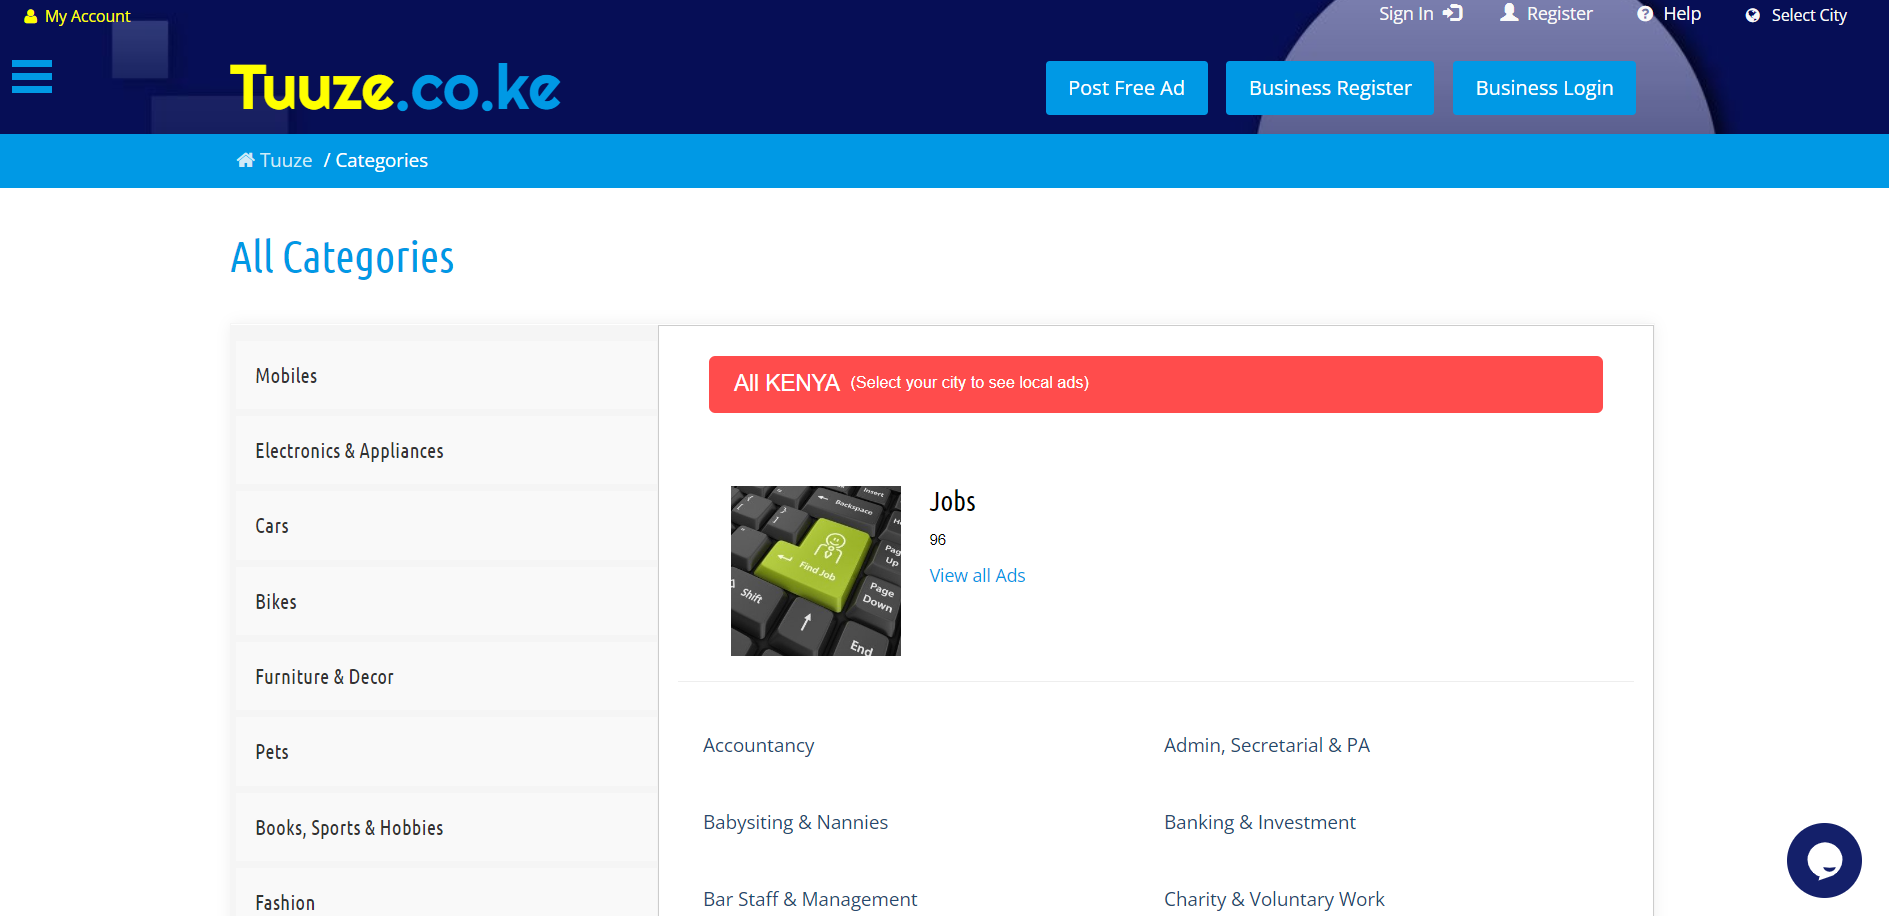 My Account
Sign In
Register
Help
Select City
Tuuze.co.ke
Post Free Ad
Business Register
Business Login
Tuuze / Categories
All Categories
Mobiles
Electronics & Appliances
Cars
Bikes
Furniture & Decor
Pets
Books, Sports & Hobbies
Fashion
All KENYA (Select your city to see local ads)
Insert
Backspace
Find Job
Page
Up
Page
Down
Shift
End
Jobs
96
View all Ads
Accountancy
Admin, Secretarial & PA
Babysiting & Nannies
Banking & Investment
Bar Staff & Management
Charity & Voluntary Work